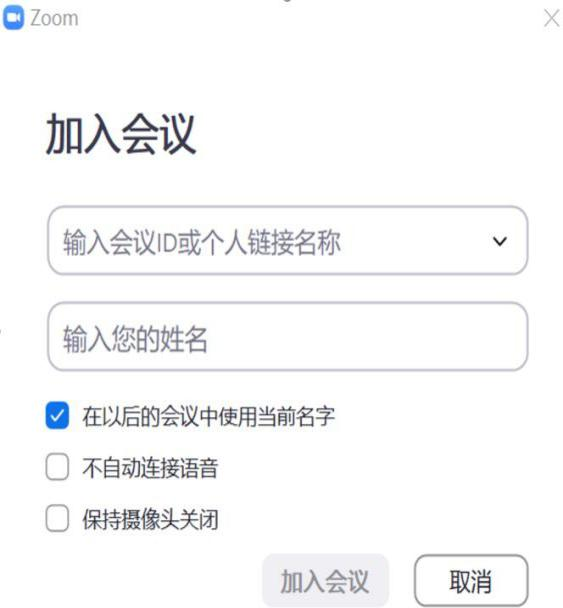 Zoom
加入会议
输入会议ID或个人链接名称
输入您的姓名
在以后的会议中使用当前名字
不自动连接语音
保持摄像头关闭
加入会议 取消